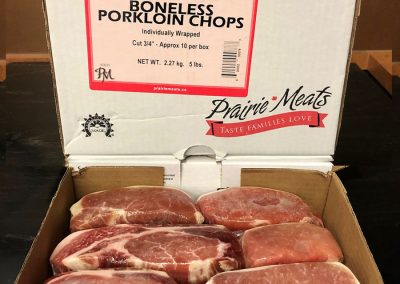 BONELESS
PORKLOIN CHOPS
Individually Wrapped
Cut 3/4" - Approx 10 per box
PM
NET WT. 2.27 kg. 5 lbs.
prairiemeats.ca
Prairie Meats
TASTE FAMILIES LOVE